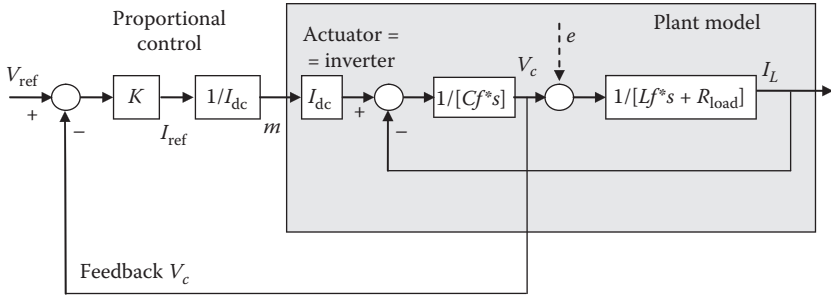 Proportional
control
Actuator =
= inverter
Plant model
V_ref
+
−
K
I_ref
1/I_dc
m
I_dc
+
−
1/[Cf*s]
V_c
e
1/[Lf*s + R_load]
I_L
Feedback V_c